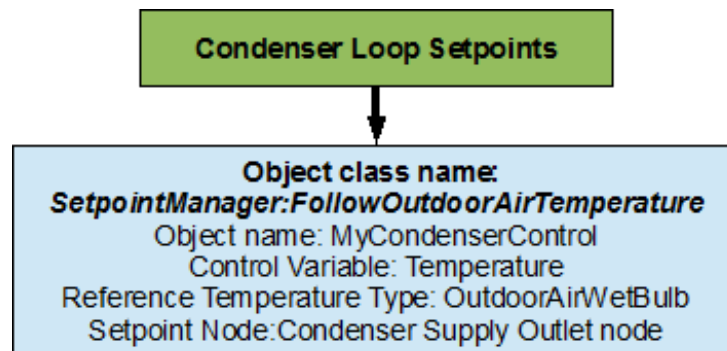 Condenser Loop Setpoints
Object class name:
SetpointManager:FollowOutdoorAirTemperature
Object name: MyCondenserControl
Control Variable: Temperature
Reference Temperature Type: OutdoorAirWetBulb
Setpoint Node:Condenser Supply Outlet node